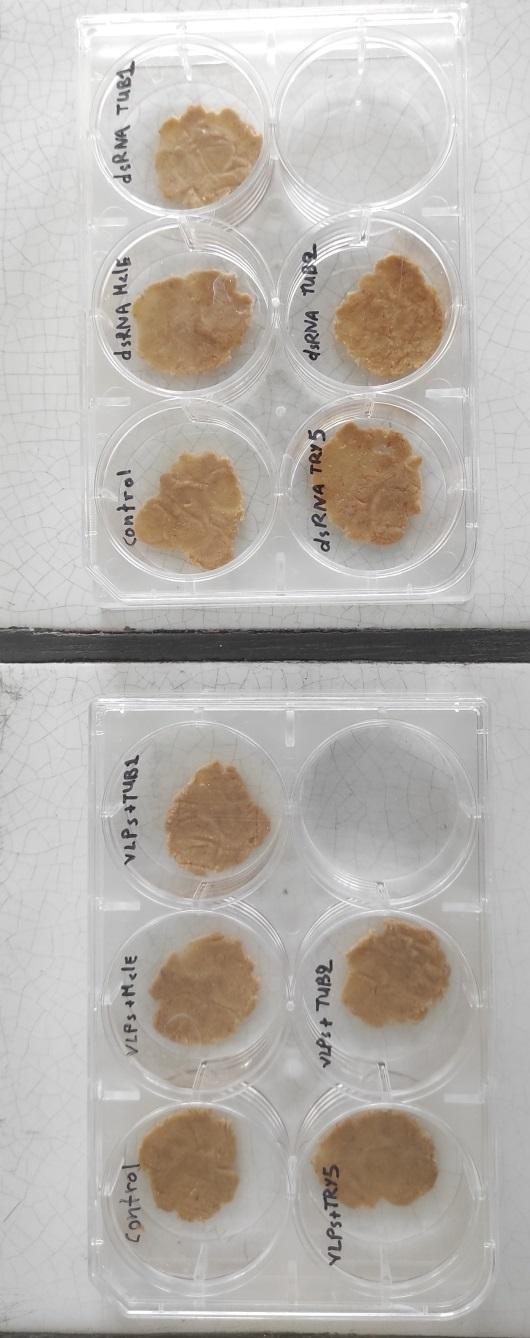 dsRNA TUB1
dsRNA MclE
dsRNA TUB2
Control
dsRNA TRY5
VLPs+TUB1
VLPs+MclE
VLPs+TUB2
Control
VLPs+TRY5